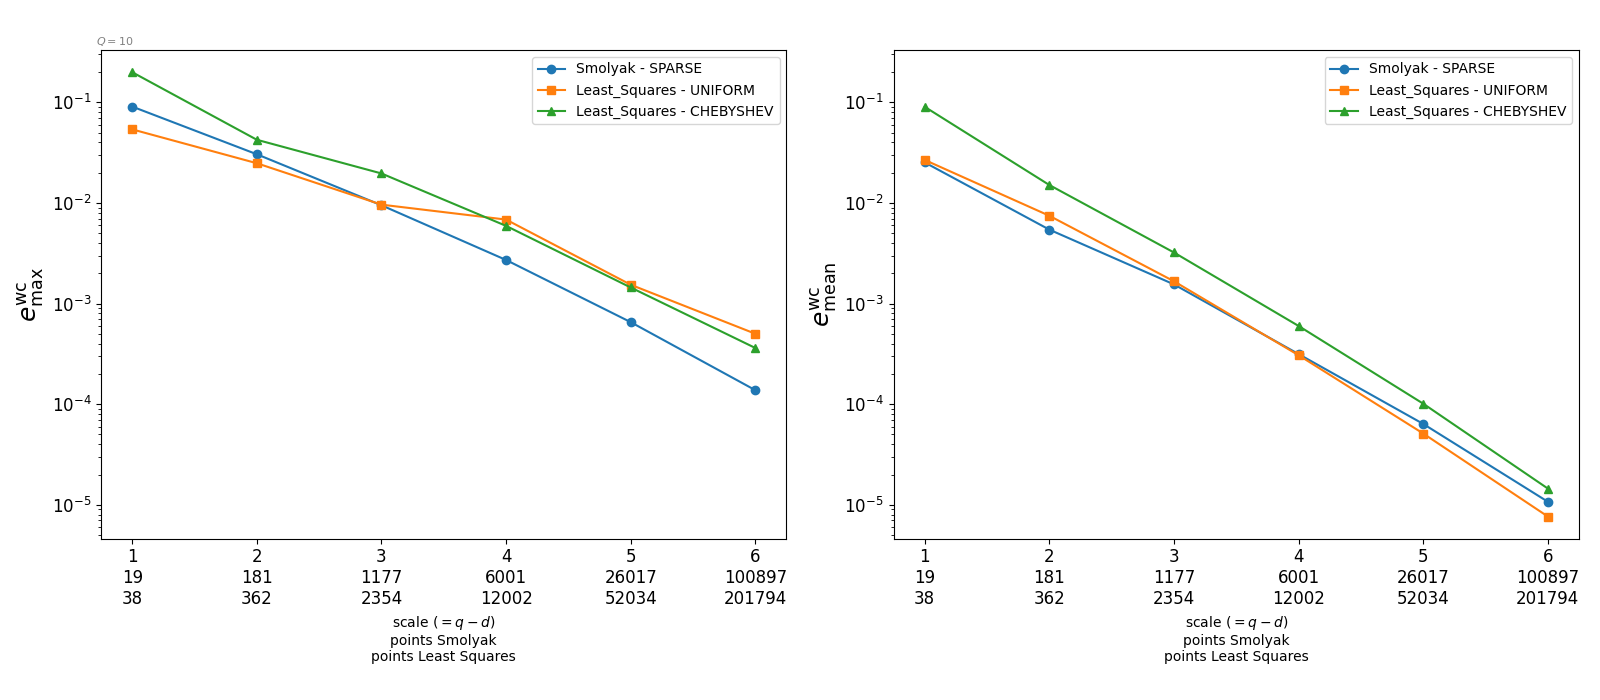 Q = 10
10⁻¹
10⁻²
10⁻³
10⁻⁴
10⁻⁵
e^wc_max
Smolyak - SPARSE
Least_Squares - UNIFORM
Least_Squares - CHEBYSHEV
1 2 3 4 5 6
19 181 1177 6001 26017 100897
38 362 2354 12002 52034 201794
scale (= q − d)
points Smolyak
points Least Squares
10⁻¹
10⁻²
10⁻³
10⁻⁴
10⁻⁵
e^wc_mean
Smolyak - SPARSE
Least_Squares - UNIFORM
Least_Squares - CHEBYSHEV
1 2 3 4 5 6
19 181 1177 6001 26017 100897
38 362 2354 12002 52034 201794
scale (= q − d)
points Smolyak
points Least Squares